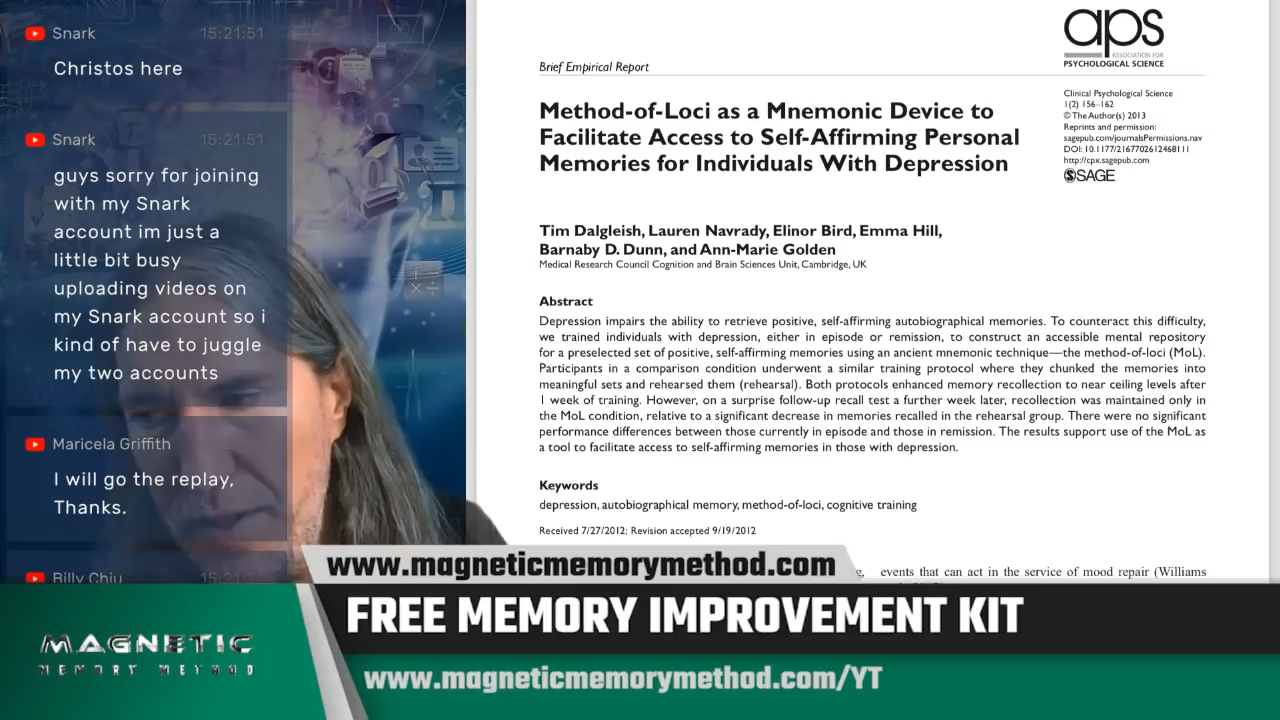 Snark 15:21:51
Christos here
Snark 15:21:51
guys sorry for joining
with my Snark
account im just a
little bit busy
uploading videos on
my Snark account so i
kind of have to juggle
my two accounts
Maricela Griffith
I will go the replay,
Thanks.
Billy Chiu 15:21
aps
ASSOCIATION FOR
PSYCHOLOGICAL SCIENCE
Brief Empirical Report
Clinical Psychological Science
1(2) 156–162
© The Author(s) 2013
Reprints and permission:
sagepub.com/journalsPermissions.nav
DOI: 10.1177/2167702612468111
http://cpx.sagepub.com
SAGE
Method-of-Loci as a Mnemonic Device to
Facilitate Access to Self-Affirming Personal
Memories for Individuals With Depression
Tim Dalgleish, Lauren Navrady, Elinor Bird, Emma Hill,
Barnaby D. Dunn, and Ann-Marie Golden
Medical Research Council Cognition and Brain Sciences Unit, Cambridge, UK
Abstract
Depression impairs the ability to retrieve positive, self-affirming autobiographical memories. To counteract this difficulty,
we trained individuals with depression, either in episode or remission, to construct an accessible mental repository
for a preselected set of positive, self-affirming memories using an ancient mnemonic technique—the method-of-loci (MoL).
Participants in a comparison condition underwent a similar training protocol where they chunked the memories into
meaningful sets and rehearsed them (rehearsal). Both protocols enhanced memory recollection to near ceiling levels after
1 week of training. However, on a surprise follow-up recall test a further week later, recollection was maintained only in
the MoL condition, relative to a significant decrease in memories recalled in the rehearsal group. There were no significant
performance differences between those currently in episode and those in remission. The results support use of the MoL as
a tool to facilitate access to self-affirming memories in those with depression.
Keywords
depression, autobiographical memory, method-of-loci, cognitive training
Received 7/27/2012; Revision accepted 9/19/2012
events that can act in the service of mood repair (Williams
www.magneticmemorymethod.com
FREE MEMORY IMPROVEMENT KIT
www.magneticmemorymethod.com/YT
MAGNETIC
MEMORY METHOD